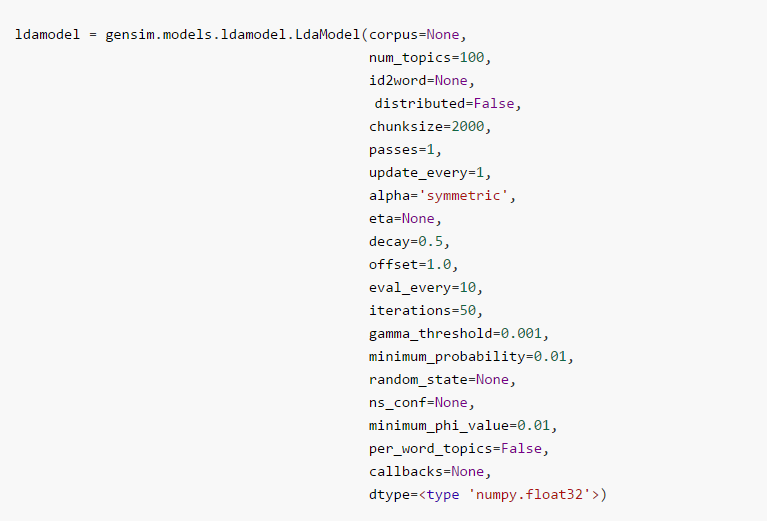 ldamodel = gensim.models.ldamodel.LdaModel(corpus=None,
num_topics=100,
id2word=None,
distributed=False,
chunksize=2000,
passes=1,
update_every=1,
alpha='symmetric',
eta=None,
decay=0.5,
offset=1.0,
eval_every=10,
iterations=50,
gamma_threshold=0.001,
minimum_probability=0.01,
random_state=None,
ns_conf=None,
minimum_phi_value=0.01,
per_word_topics=False,
callbacks=None,
dtype=<type 'numpy.float32'>)